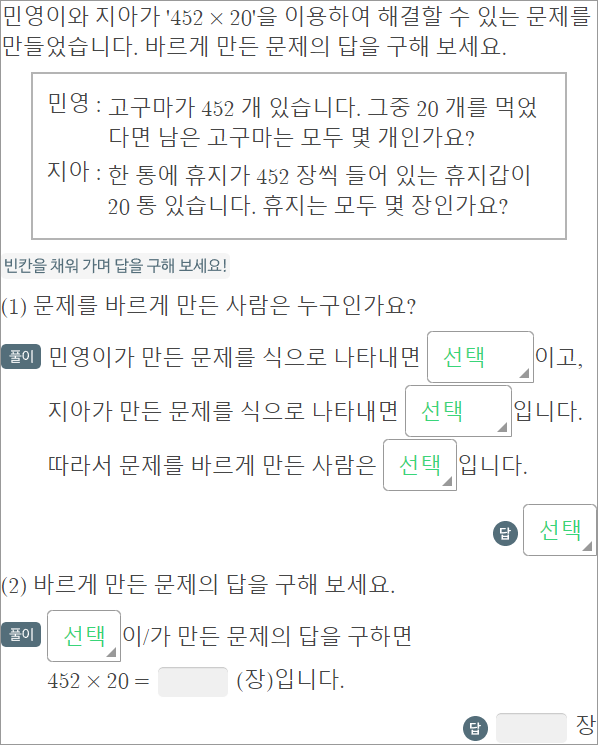 민영이와 지아가 '452 × 20'을 이용하여 해결할 수 있는 문제를
만들었습니다. 바르게 만든 문제의 답을 구해 보세요.
민영 : 고구마가 452 개 있습니다. 그중 20 개를 먹었
다면 남은 고구마는 모두 몇 개인가요?
지아 : 한 통에 휴지가 452 장씩 들어 있는 휴지갑이
20 통 있습니다. 휴지는 모두 몇 장인가요?
빈칸을 채워 가며 답을 구해 보세요!
(1) 문제를 바르게 만든 사람은 누구인가요?
풀이 민영이가 만든 문제를 식으로 나타내면 선택 이고,
지아가 만든 문제를 식으로 나타내면 선택 입니다.
따라서 문제를 바르게 만든 사람은 선택 입니다.
답 선택
(2) 바르게 만든 문제의 답을 구해 보세요.
풀이 선택 이/가 만든 문제의 답을 구하면
452 × 20 = (장)입니다.
답 장